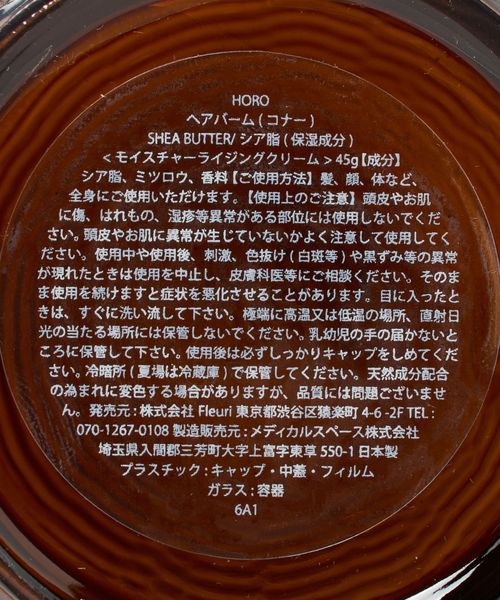 HORO
ヘアバーム(コナー)
SHEA BUTTER/ シア脂(保湿成分)
<モイスチャーライジングクリーム>45g【成分】
シア脂、ミツロウ、香料【ご使用方法】髪、顔、体など、
全身にご使用いただけます。【使用上のご注意】頭皮やお肌
に傷、はれもの、湿疹等異常がある部位には使用しないでくだ
さい。頭皮やお肌に異常が生じていないかよく注意して使用してく
ださい。使用中や使用後、刺激、色抜け(白斑等)や黒ずみ等の異常
が現れたときは使用を中止し、皮膚科医等にご相談ください。そのま
ま使用を続けますと症状を悪化させることがあります。目に入ったと
きは、すぐに洗い流して下さい。極端に高温又は低温の場所、直射日
光の当たる場所には保管しないでください。乳幼児の手の届かないと
ころに保管して下さい。使用後は必ずしっかりキャップをしめてくだ
さい。冷暗所(夏場は冷蔵庫)で保管してください。天然成分配合
の為まれに変色する場合がありますが、品質には問題ございませ
ん。発売元:株式会社 Fleuri 東京都渋谷区猿楽町 4-6 -2F TEL:
070-1267-0108 製造販売元:メディカルスペース株式会社
埼玉県入間郡三芳町大字上富字東草 550-1 日本製
プラスチック:キャップ・中蓋・フィルム
ガラス:容器
6A1